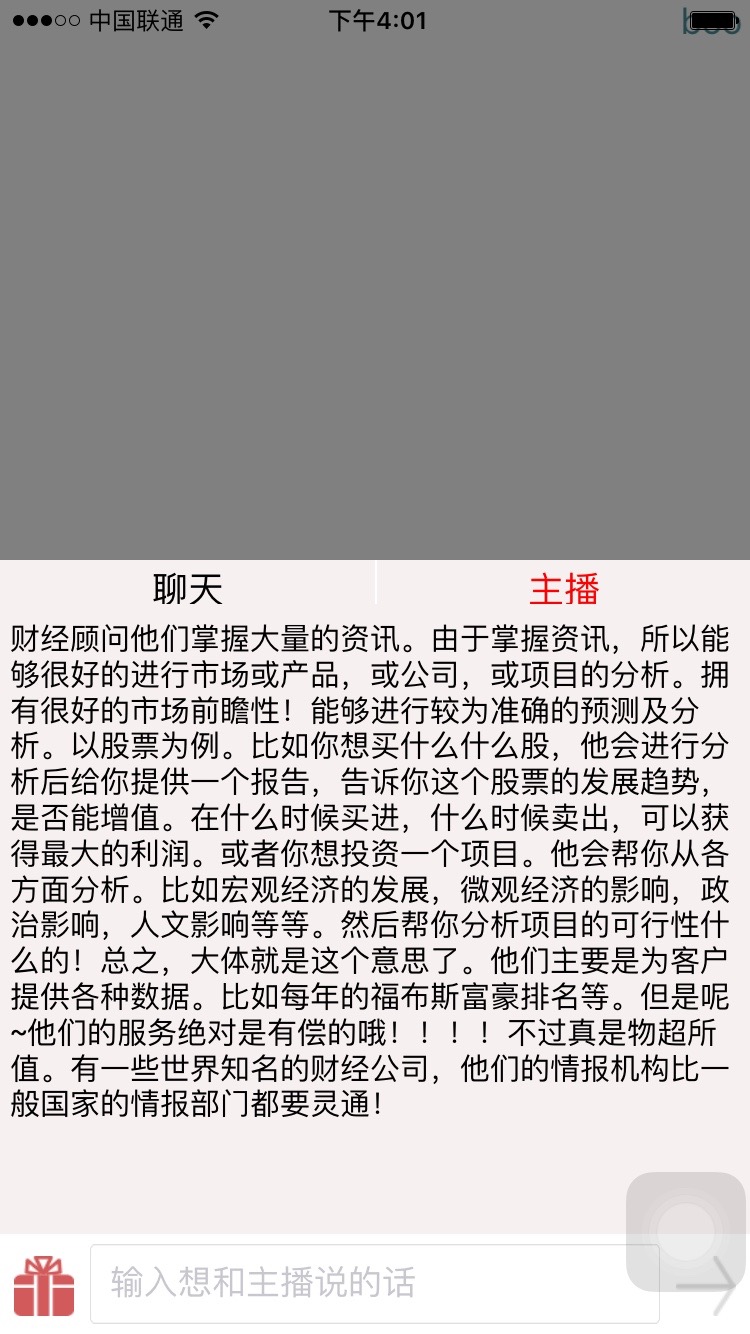 中国联通 下午4:01
聊天 主播
财经顾问他们掌握大量的资讯。由于掌握资讯，所以能
够很好的进行市场或产品，或公司，或项目的分析。拥
有很好的市场前瞻性！能够进行较为准确的预测及分
析。以股票为例。比如你想买什么什么股，他会进行分
析后给你提供一个报告，告诉你这个股票的发展趋势，
是否能增值。在什么时候买进，什么时候卖出，可以获
得最大的利润。或者你想投资一个项目。他会帮你从各
方面分析。比如宏观经济的发展，微观经济的影响，政
治影响，人文影响等等。然后帮你分析项目的可行性什
么的！总之，大体就是这个意思了。他们主要是为客户
提供各种数据。比如每年的福布斯富豪排名等。但是呢
~他们的服务绝对是有偿的哦！！！！不过真是物超所
值。有一些世界知名的财经公司，他们的情报机构比一
般国家的情报部门都要灵通！
输入想和主播说的话